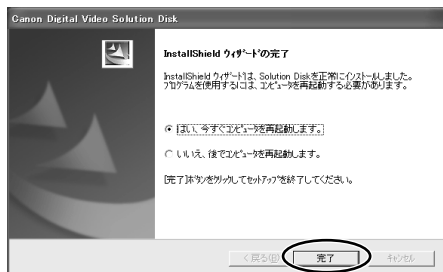 Canon Digital Video Solution Disk
InstallShield ウィザードの完了
InstallShield ウィザードは、Solution Diskを正常にインストールしました。
プログラムを使用するには、コンピュータを再起動する必要があります。
はい、今すぐコンピュータを再起動します。
いいえ、後でコンピュータを再起動します。
[完了]ボタンをクリックしてセットアップを終了してください。
< 戻る(B)
完了
キャンセル